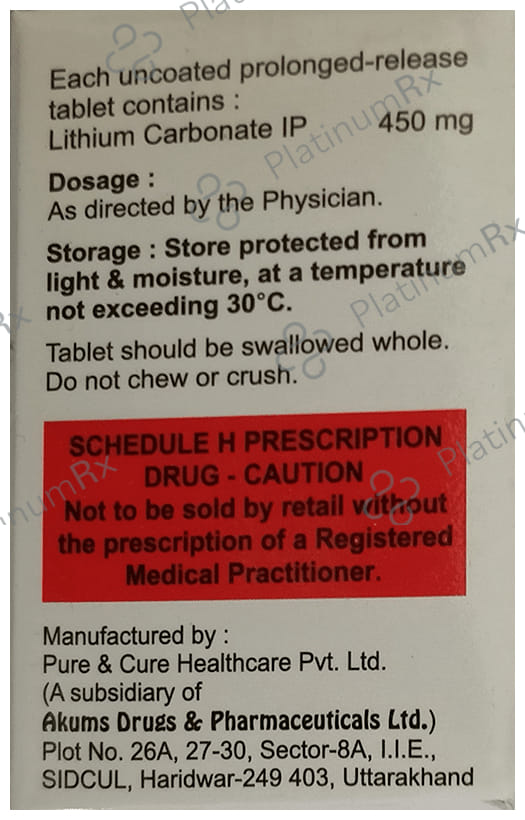 Each uncoated prolonged-release
tablet contains :
Lithium Carbonate IP 450 mg
Dosage :
As directed by the Physician.
Storage : Store protected from
light & moisture, at a temperature
not exceeding 30°C.
Tablet should be swallowed whole.
Do not chew or crush.
SCHEDULE H PRESCRIPTION
DRUG - CAUTION
Not to be sold by retail without
the prescription of a Registered
Medical Practitioner.
Manufactured by :
Pure & Cure Healthcare Pvt. Ltd.
(A subsidiary of
Akums Drugs & Pharmaceuticals Ltd.)
Plot No. 26A, 27-30, Sector-8A, I.I.E.,
SIDCUL, Haridwar-249 403, Uttarakhand
PlatinumRx
PlatinumRx